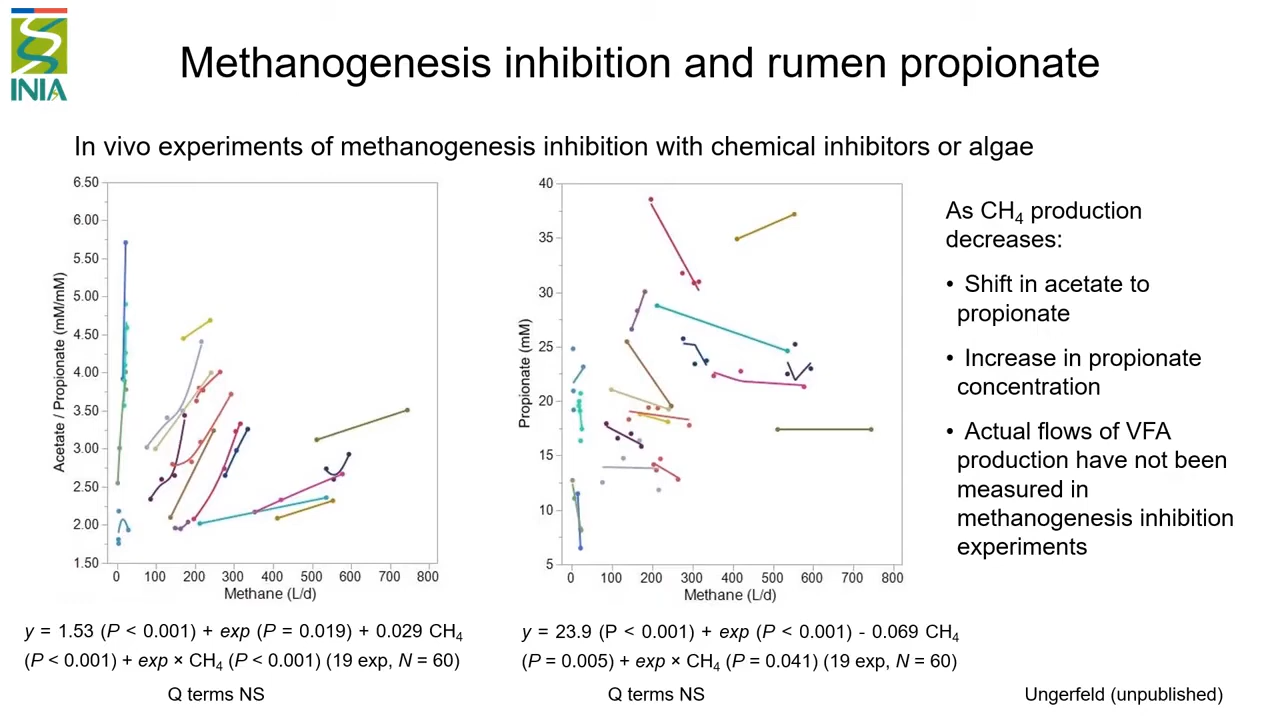 INIA
Methanogenesis inhibition and rumen propionate
In vivo experiments of methanogenesis inhibition with chemical inhibitors or algae
6.50
6.00
5.50
5.00
4.50
4.00
3.50
3.00
2.50
2.00
1.50
Acetate / Propionate (mM/mM)
0 100 200 300 400 500 600 700 800
Methane (L/d)
y = 1.53 (P < 0.001) + exp (P = 0.019) + 0.029 CH₄
(P < 0.001) + exp × CH₄ (P < 0.001) (19 exp, N = 60)
Q terms NS
40
35
30
25
20
15
10
5
Propionate (mM)
0 100 200 300 400 500 600 700 800
Methane (L/d)
y = 23.9 (P < 0.001) + exp (P < 0.001) - 0.069 CH₄
(P = 0.005) + exp × CH₄ (P = 0.041) (19 exp, N = 60)
Q terms NS
As CH₄ production
decreases:
• Shift in acetate to
propionate
• Increase in propionate
concentration
• Actual flows of VFA
production have not been
measured in
methanogenesis inhibition
experiments
Ungerfeld (unpublished)